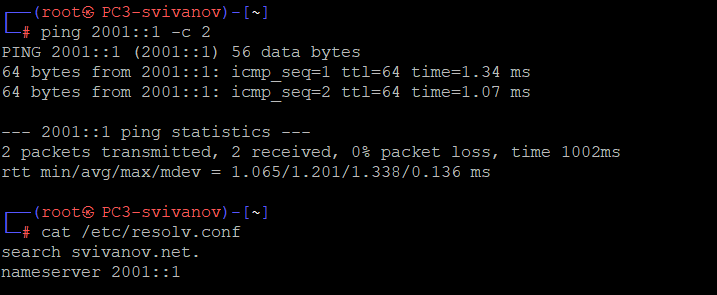 ┌──(root㉿ PC3-svivanov)-[~]
└─# ping 2001::1 -c 2
PING 2001::1 (2001::1) 56 data bytes
64 bytes from 2001::1: icmp_seq=1 ttl=64 time=1.34 ms
64 bytes from 2001::1: icmp_seq=2 ttl=64 time=1.07 ms

--- 2001::1 ping statistics ---
2 packets transmitted, 2 received, 0% packet loss, time 1002ms
rtt min/avg/max/mdev = 1.065/1.201/1.338/0.136 ms

┌──(root㉿ PC3-svivanov)-[~]
└─# cat /etc/resolv.conf
search svivanov.net.
nameserver 2001::1